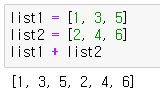 list1 = [1, 3, 5]
list2 = [2, 4, 6]
list1 + list2
[1, 3, 5, 2, 4, 6]